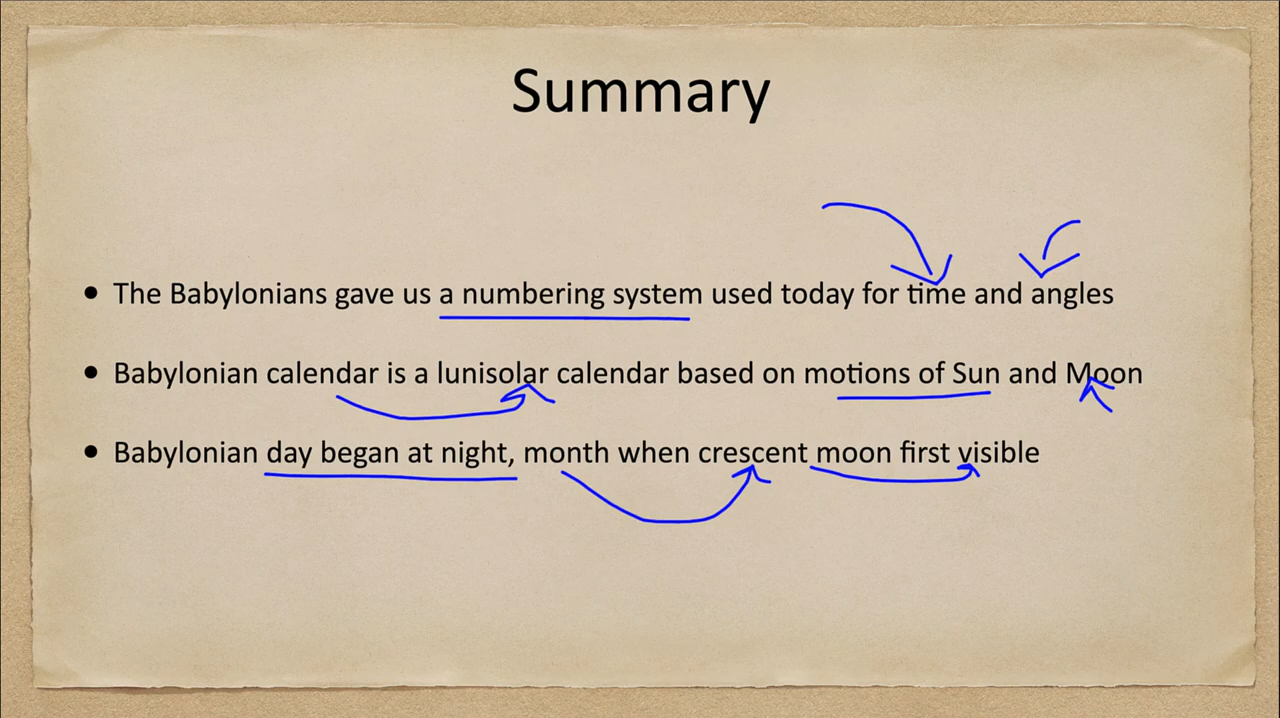 Summary
• The Babylonians gave us a numbering system used today for time and angles
• Babylonian calendar is a lunisolar calendar based on motions of Sun and Moon
• Babylonian day began at night, month when crescent moon first visible